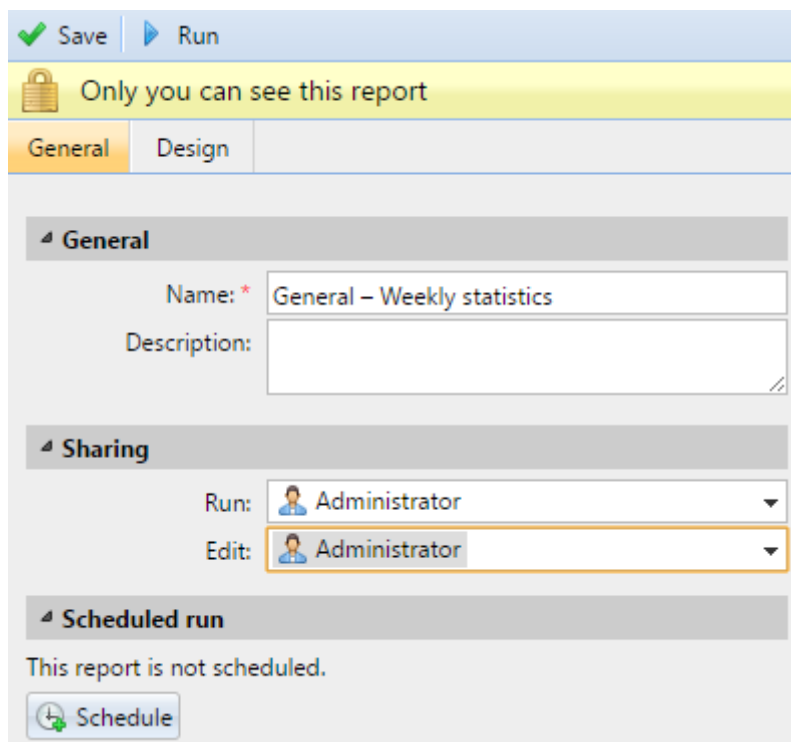 Save Run
Only you can see this report
General Design
General
Name: * General – Weekly statistics
Description:
Sharing
Run: Administrator
Edit: Administrator
Scheduled run
This report is not scheduled.
Schedule